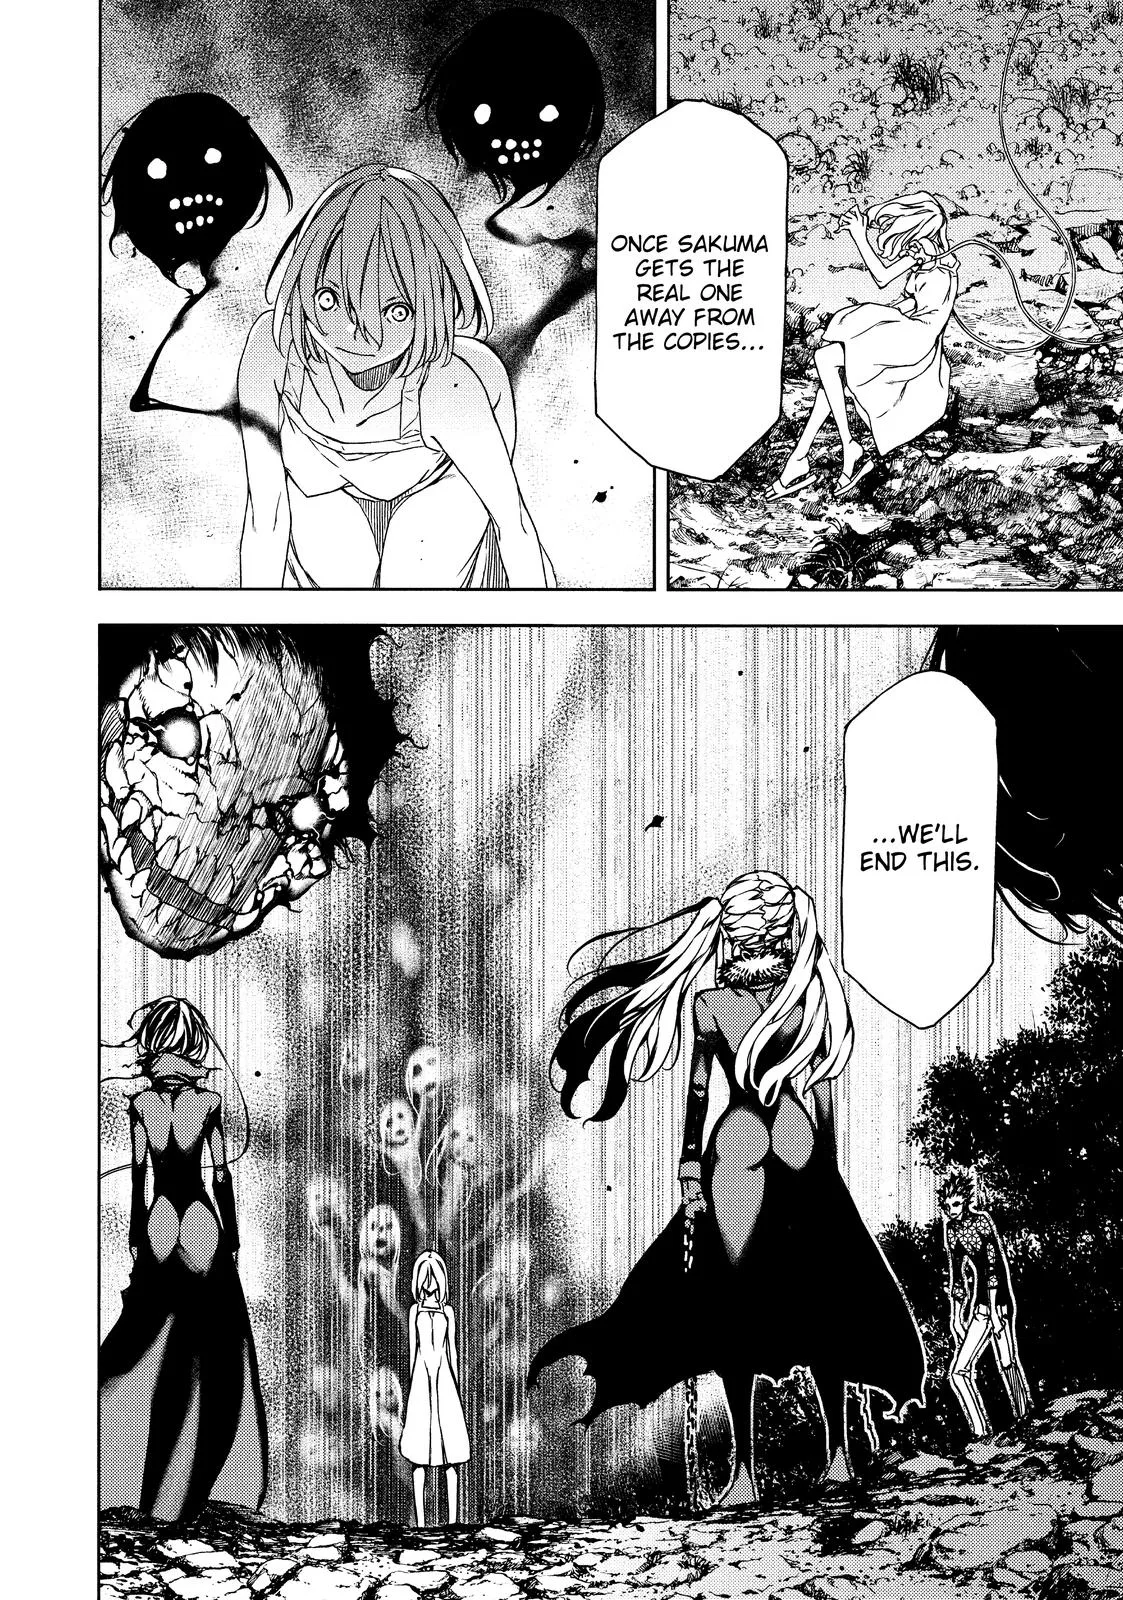 ONCE SAKUMA
GETS THE
REAL ONE
AWAY FROM
THE COPIES...
...WE'LL
END THIS.